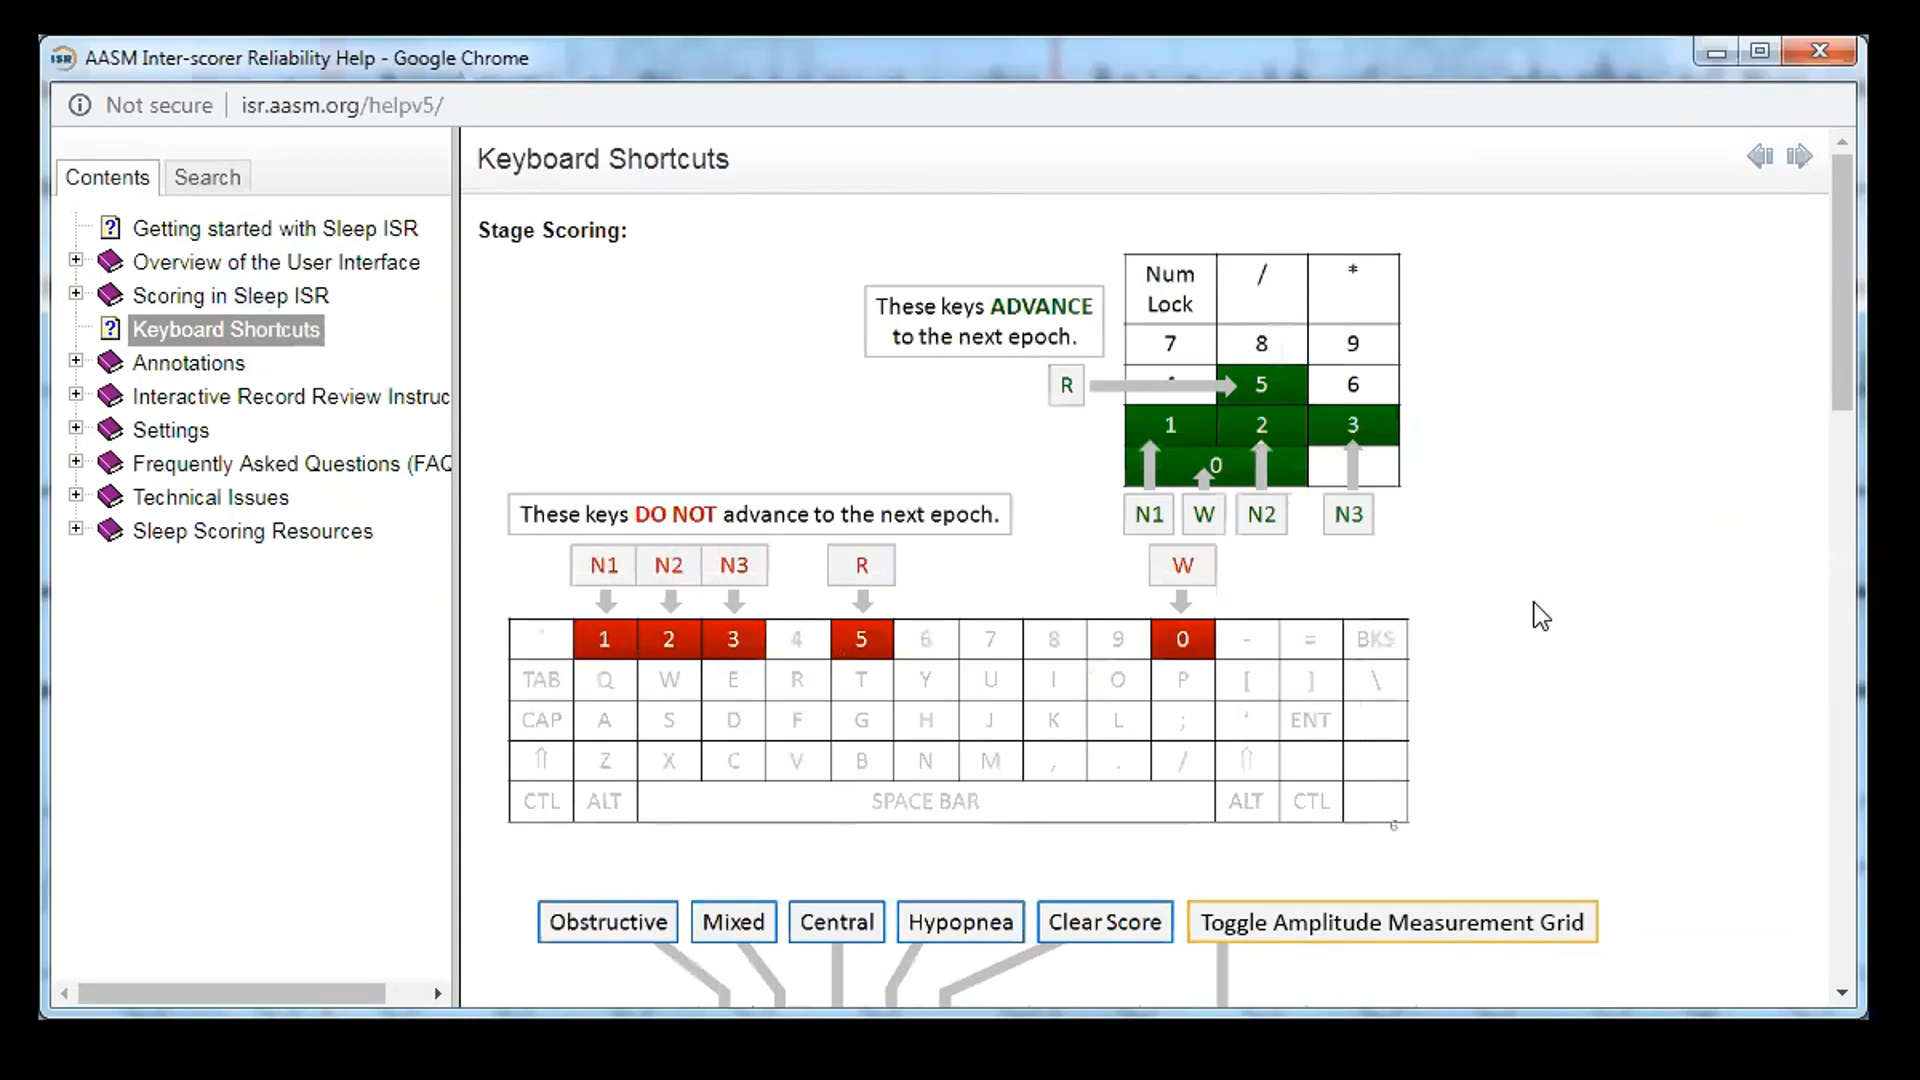 AASM Inter-scorer Reliability Help - Google Chrome
Not secure | isr.aasm.org/helpv5/
Contents
Search
Getting started with Sleep ISR
Overview of the User Interface
Scoring in Sleep ISR
Keyboard Shortcuts
Annotations
Interactive Record Review Instruc
Settings
Frequently Asked Questions (FAQ
Technical Issues
Sleep Scoring Resources
Keyboard Shortcuts
Stage Scoring:
These keys ADVANCE
to the next epoch.
Num Lock / *
7 8 9
R 5 6
1 2 3
0
N1 W N2 N3
These keys DO NOT advance to the next epoch.
N1 N2 N3 R W
1 2 3 4 5 6 7 8 9 0 - = BKS
TAB Q W E R T Y U I O P [ ] \
CAP A S D F G H J K L ; ' ENT
⇑ Z X C V B N M , . / ⇑
CTL ALT SPACE BAR ALT CTL
6
Obstructive Mixed Central Hypopnea Clear Score Toggle Amplitude Measurement Grid